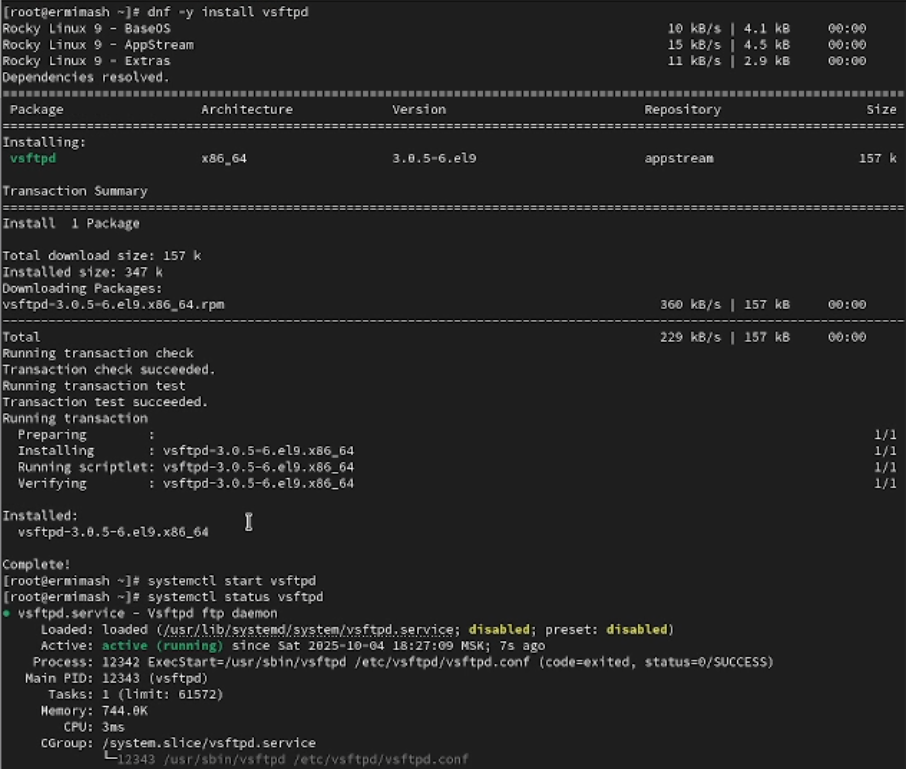 [root@ermimash ~]# dnf -y install vsftpd
Rocky Linux 9 - BaseOS 10 kB/s | 4.1 kB 00:00
Rocky Linux 9 - AppStream 15 kB/s | 4.5 kB 00:00
Rocky Linux 9 - Extras 11 kB/s | 2.9 kB 00:00
Dependencies resolved.
Package Architecture Version Repository Size
Installing:
vsftpd x86_64 3.0.5-6.el9 appstream 157 k
Transaction Summary
Install 1 Package
Total download size: 157 k
Installed size: 347 k
Downloading Packages:
vsftpd-3.0.5-6.el9.x86_64.rpm 360 kB/s | 157 kB 00:00
Total 229 kB/s | 157 kB 00:00
Running transaction check
Transaction check succeeded.
Running transaction test
Transaction test succeeded.
Running transaction
Preparing : 1/1
Installing : vsftpd-3.0.5-6.el9.x86_64 1/1
Running scriptlet: vsftpd-3.0.5-6.el9.x86_64 1/1
Verifying : vsftpd-3.0.5-6.el9.x86_64 1/1
Installed:
vsftpd-3.0.5-6.el9.x86_64
Complete!
[root@ermimash ~]# systemctl start vsftpd
[root@ermimash ~]# systemctl status vsftpd
● vsftpd.service - Vsftpd ftp daemon
Loaded: loaded (/usr/lib/systemd/system/vsftpd.service; disabled; preset: disabled)
Active: active (running) since Sat 2025-10-04 18:27:09 MSK; 7s ago
Process: 12342 ExecStart=/usr/sbin/vsftpd /etc/vsftpd/vsftpd.conf (code=exited, status=0/SUCCESS)
Main PID: 12343 (vsftpd)
Tasks: 1 (limit: 61572)
Memory: 744.0K
CPU: 3ms
CGroup: /system.slice/vsftpd.service
└─12343 /usr/sbin/vsftpd /etc/vsftpd/vsftpd.conf